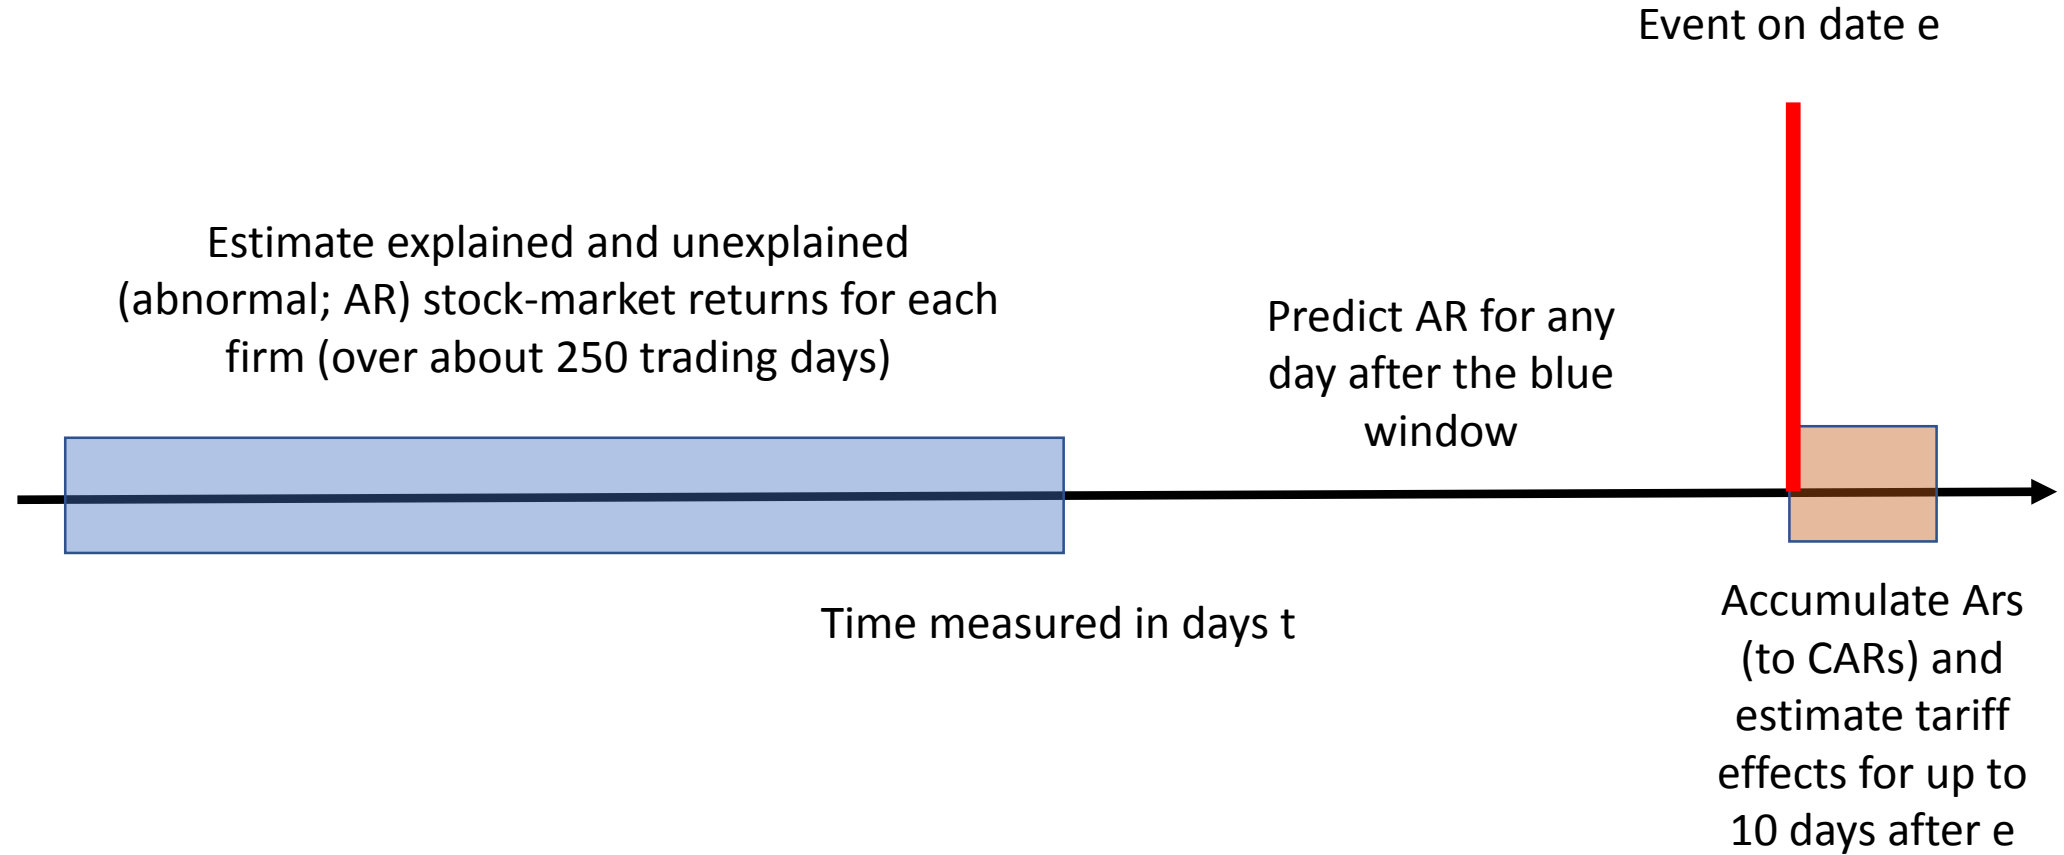 Event on date e
Estimate explained and unexplained
(abnormal; AR) stock-market returns for each
firm (over about 250 trading days)
Predict AR for any
day after the blue
window
Time measured in days t
Accumulate Ars
(to CARs) and
estimate tariff
effects for up to
10 days after e